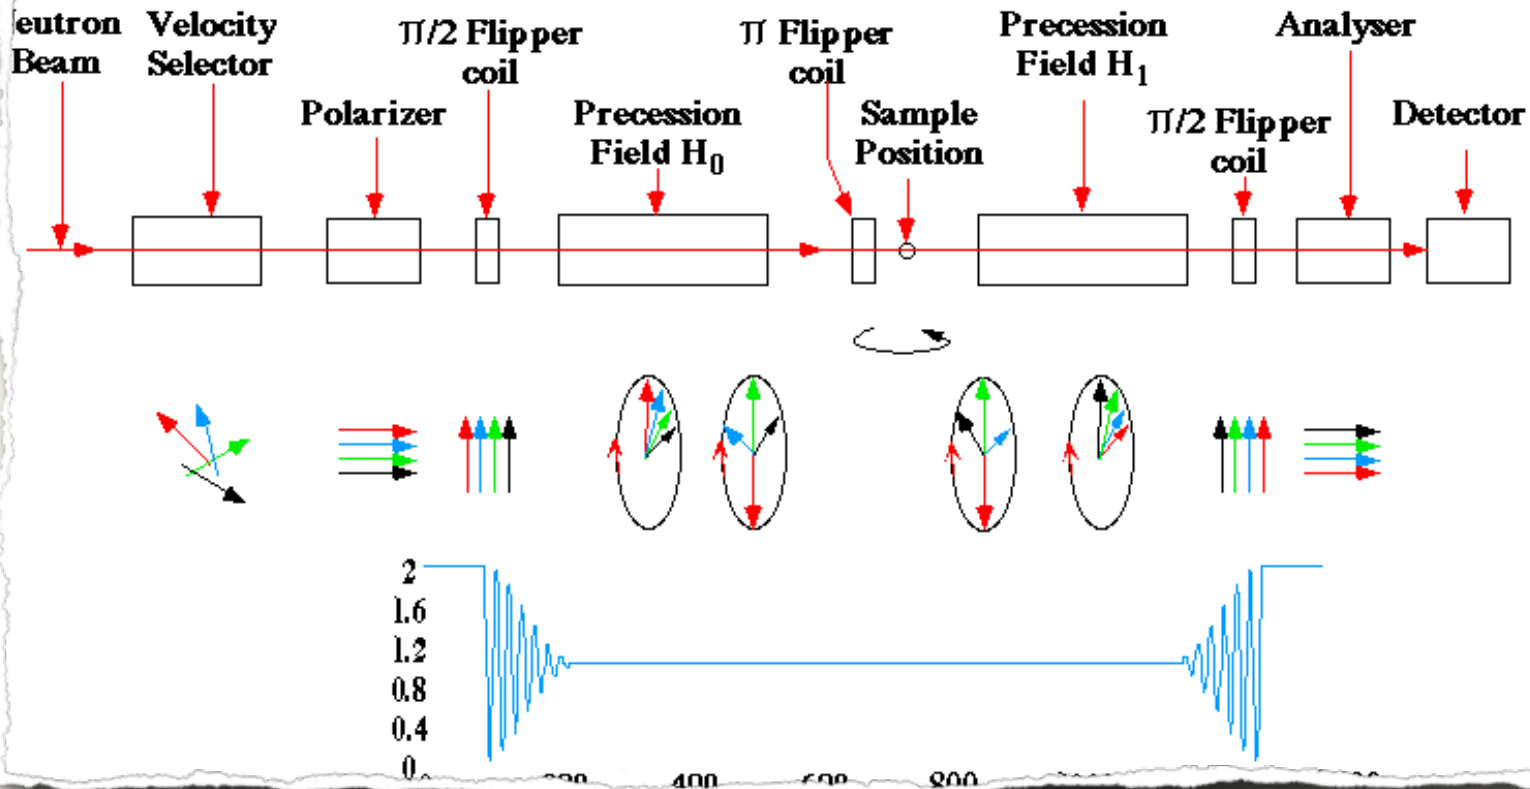 Beam
Velocity
Selector
Polarizer
π/2 Flipper
coil
Precession
Field H₀
π Flipper
coil
Sample
Position
Precession
Field H₁
π/2 Flipper
coil
Analyser
Detector
2
1.6
1.2
0.8
0.4
0
400
800